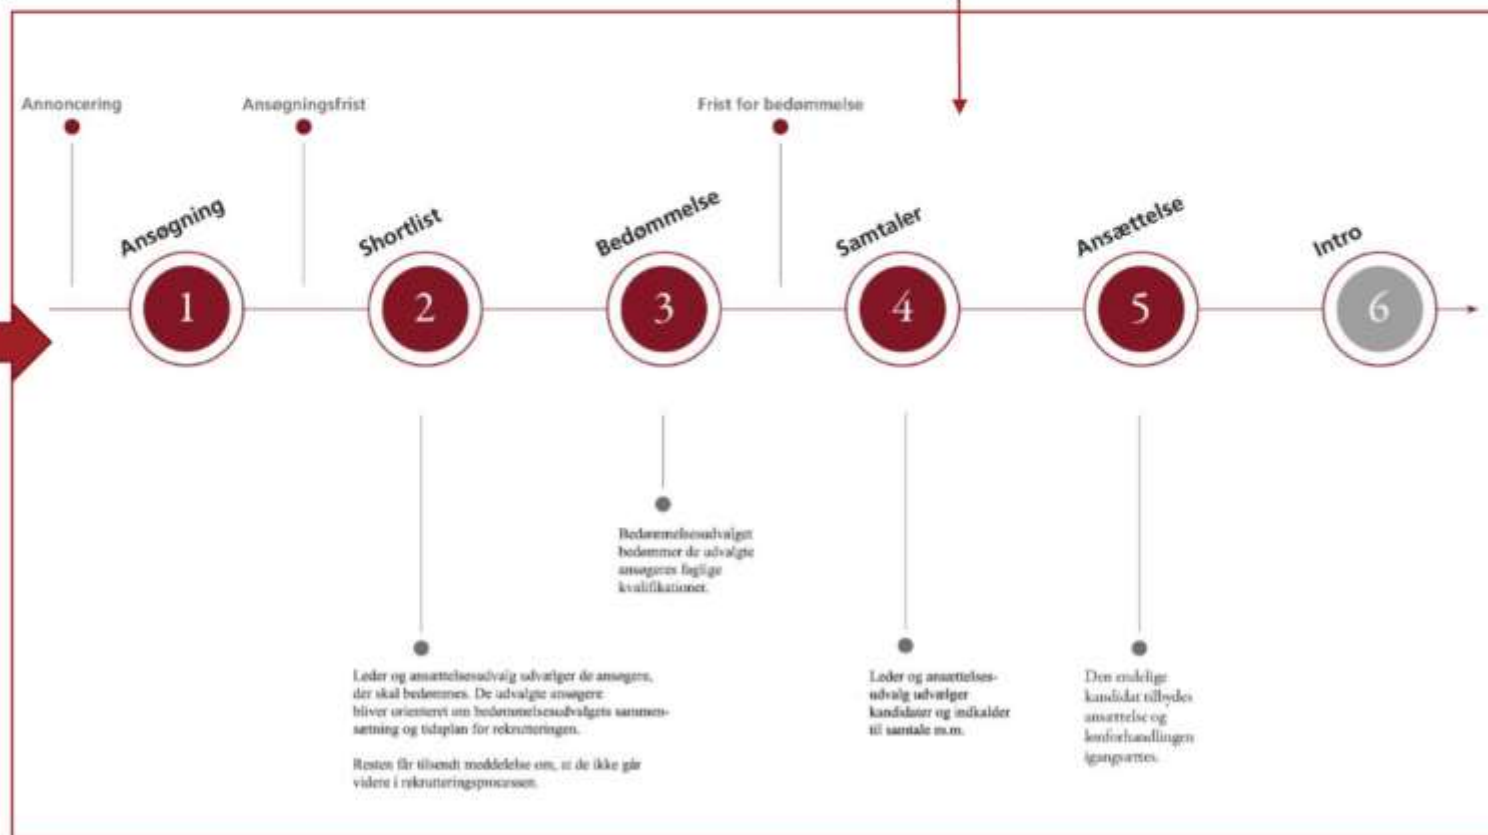 Annoncering
Ansøgningsfrist
Frist for bedømmelse
Ansøgning
Shortlist
Bedømmelse
Samtaler
Ansættelse
Intro
1
2
3
4
5
6
Bedømmelsesudvalget
bedømmer de udvalgte
ansøgeres faglige
kvalifikationer.
Leder og ansættelsesudvalg udvælger de ansøgere,
der skal bedømmes. De udvalgte ansøgere
bliver orienteret om bedømmelsesudvalgets sammen-
sætning og tidsplan for rekrutteringen.
Resten får tilsendt meddelelse om, at de ikke går
videre i rekrutteringsprocessen.
Leder og ansættelses-
udvalg udvælger
kandidater og indkalder
til samtale m.m.
Den endelige
kandidat tilbydes
ansættelse og
lønforhandlingen
igangsættes.